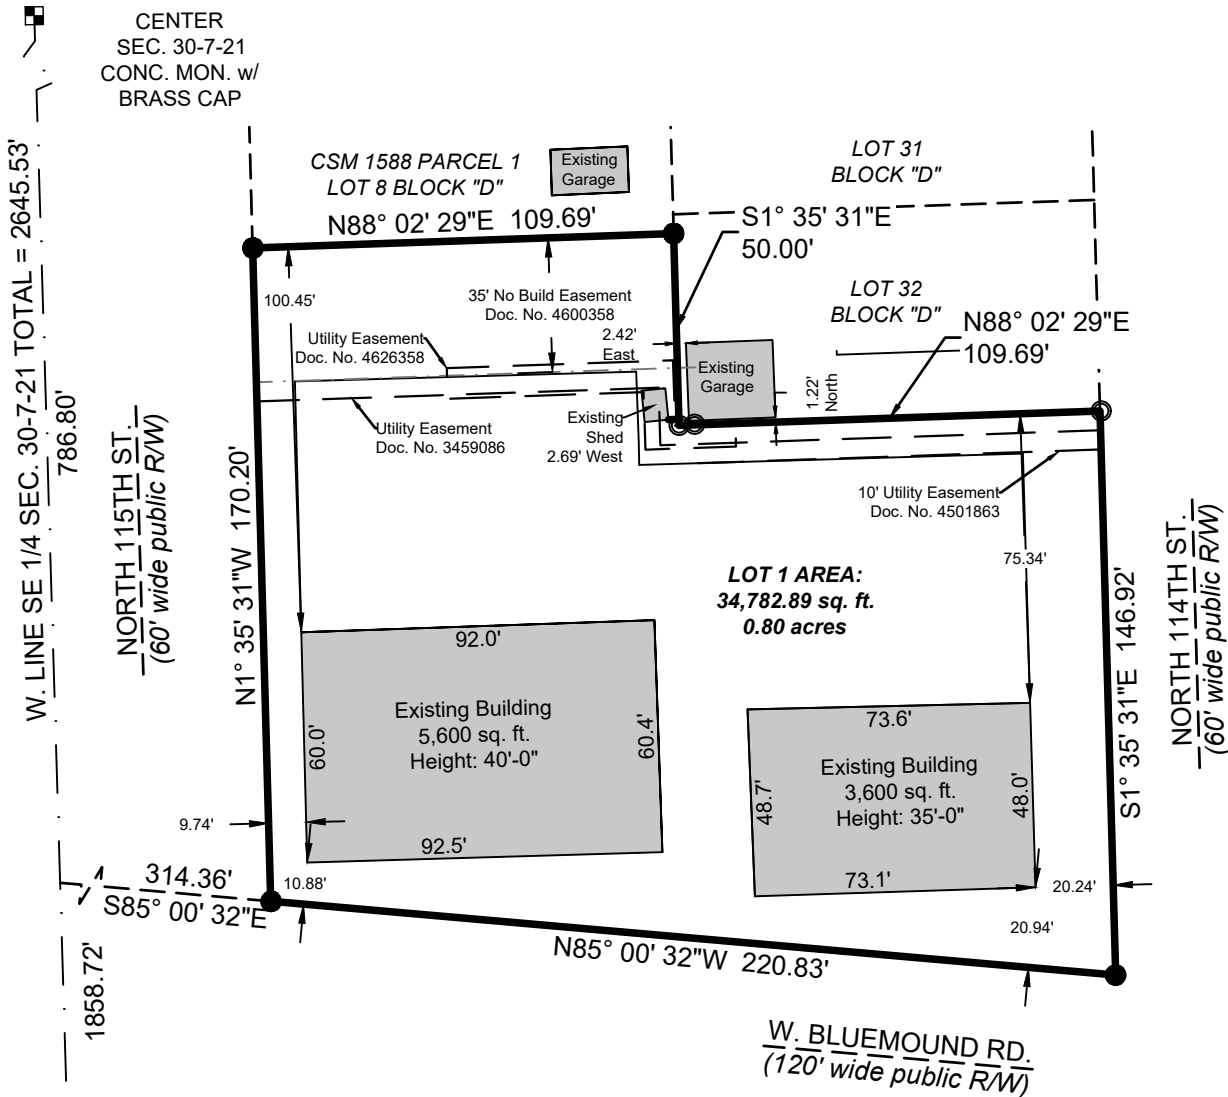 CENTER
SEC. 30-7-21
CONC. MON. w/
BRASS CAP
W. LINE SE 1/4 SEC. 30-7-21 TOTAL = 2645.53'
786.80'
1858.72'
NORTH 115TH ST.
(60' wide public R/W)
CSM 1588 PARCEL 1
LOT 8 BLOCK "D"
Existing
Garage
N88° 02' 29"E 109.69'
LOT 31
BLOCK "D"
S1° 35' 31"E
50.00'
LOT 32
BLOCK "D"
N88° 02' 29"E
109.69'
100.45'
35' No Build Easement
Doc. No. 4600358
Utility Easement
Doc. No. 4626358
2.42'
East
Existing
Garage
1.22'
North
Utility Easement
Doc. No. 3459086
Existing
Shed
2.69' West
10' Utility Easement
Doc. No. 4501863
75.34'
N1° 35' 31"W 170.20'
LOT 1 AREA:
34,782.89 sq. ft.
0.80 acres
S1° 35' 31"E 146.92'
NORTH 114TH ST.
(60' wide public R/W)
92.0'
60.0'
Existing Building
5,600 sq. ft.
Height: 40'-0"
60.4'
92.5'
73.6'
48.7'
Existing Building
3,600 sq. ft.
Height: 35'-0"
48.0'
73.1'
9.74'
10.88'
20.24'
20.94'
314.36'
S85° 00' 32"E
N85° 00' 32"W 220.83'
W. BLUEMOUND RD.
(120' wide public R/W)